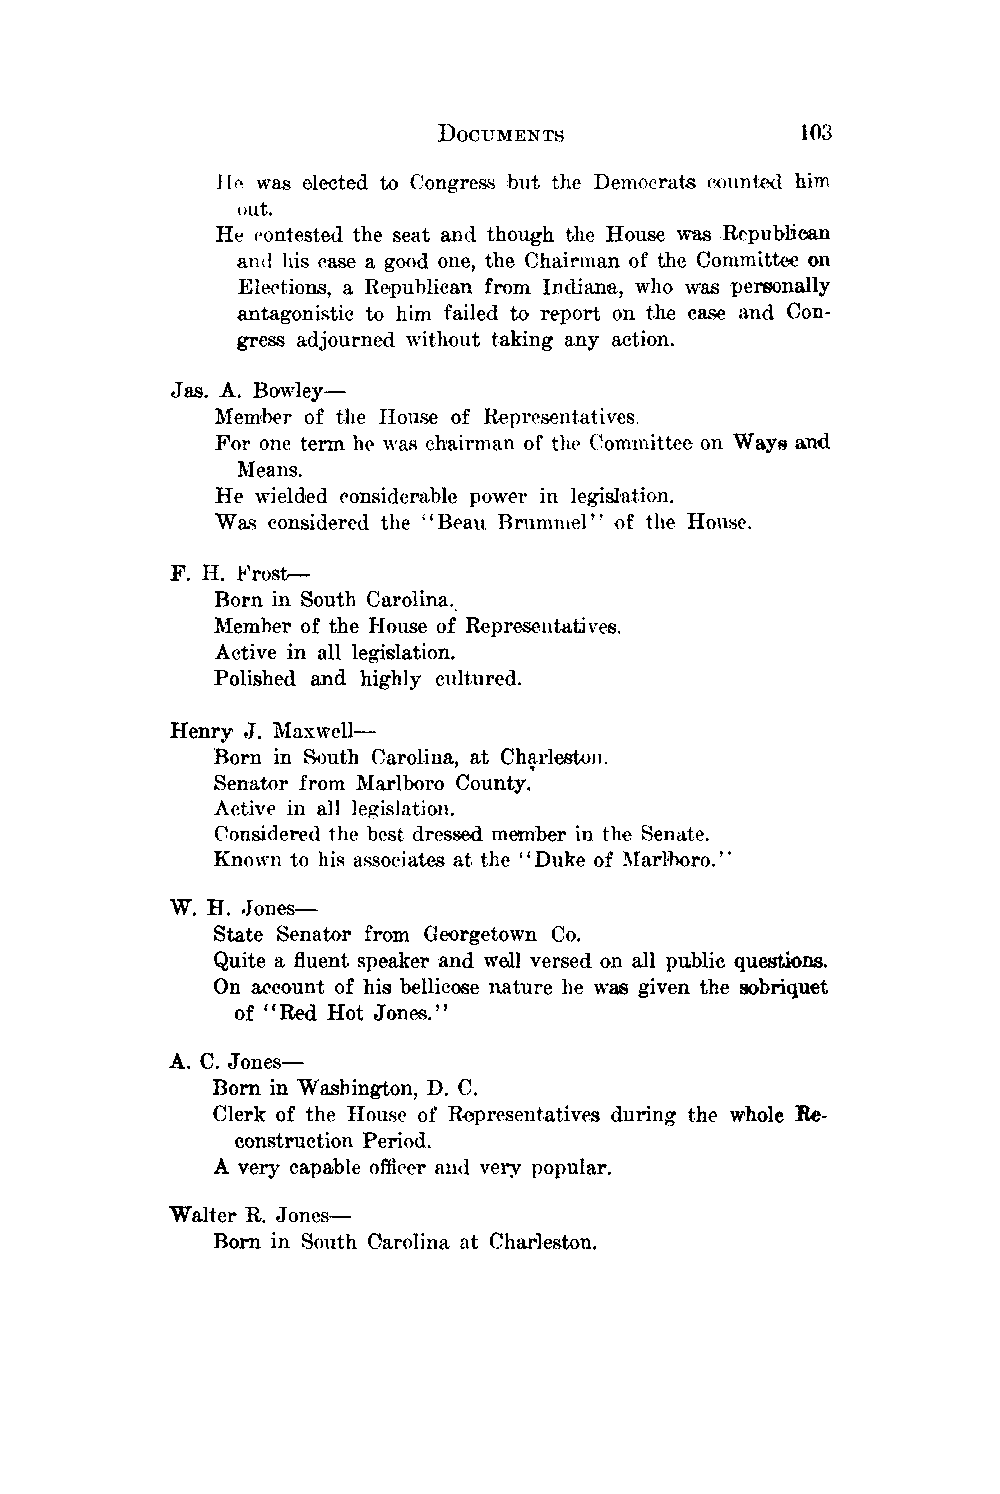 DOCUMENTS 103
He was elected to Congress but the Democrats counted him
out.
He contested the seat and though the House was Republican
and his case a good one, the Chairman of the Committee on
Elections, a Republican from Indiana, who was personally
antagonistic to him failed to report on the case and Con-
gress adjourned without taking any action.
Jas. A. Bowley—
Member of the House of Representatives.
For one term he was chairman of the Committee on Ways and
Means.
He wielded considerable power in legislation.
Was considered the "Beau Brummel" of the House.
F. H. Frost—
Born in South Carolina.
Member of the House of Representatives.
Active in all legislation.
Polished and highly cultured.
Henry J. Maxwell—
Born in South Carolina, at Charleston.
Senator from Marlboro County.
Active in all legislation.
Considered the best dressed member in the Senate.
Known to his associates at the "Duke of Marlboro."
W. H. Jones—
State Senator from Georgetown Co.
Quite a fluent speaker and well versed on all public questions.
On account of his bellicose nature he was given the sobriquet
of "Red Hot Jones."
A. C. Jones—
Born in Washington, D. C.
Clerk of the House of Representatives during the whole Re-
construction Period.
A very capable officer and very popular.
Walter R. Jones—
Born in South Carolina at Charleston.